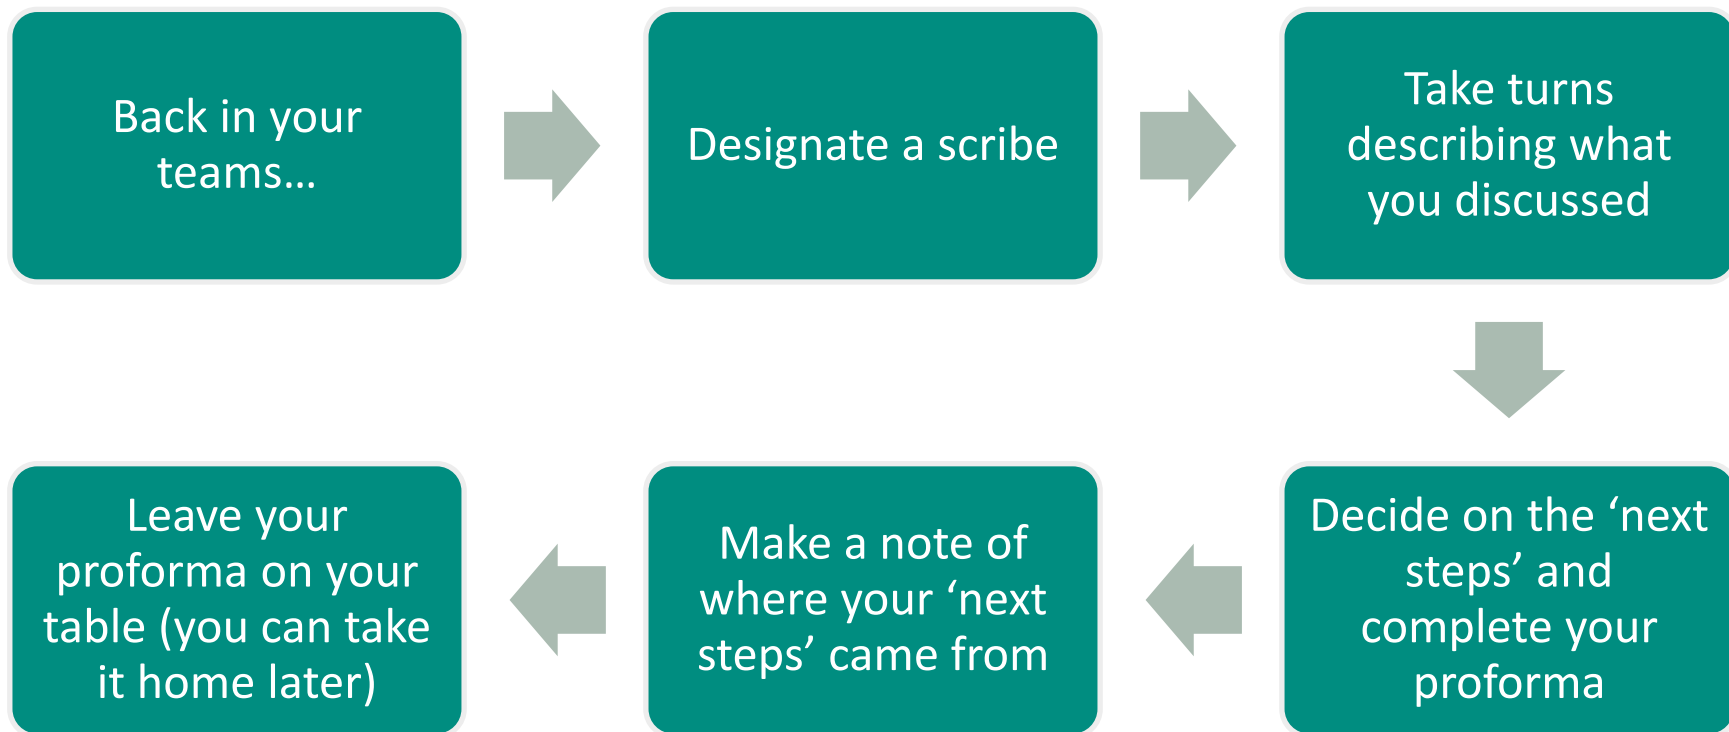 Back in your
teams…
Designate a scribe
Take turns
describing what
you discussed
Decide on the ‘next
steps’ and
complete your
proforma
Make a note of
where your ‘next
steps’ came from
Leave your
proforma on your
table (you can take
it home later)